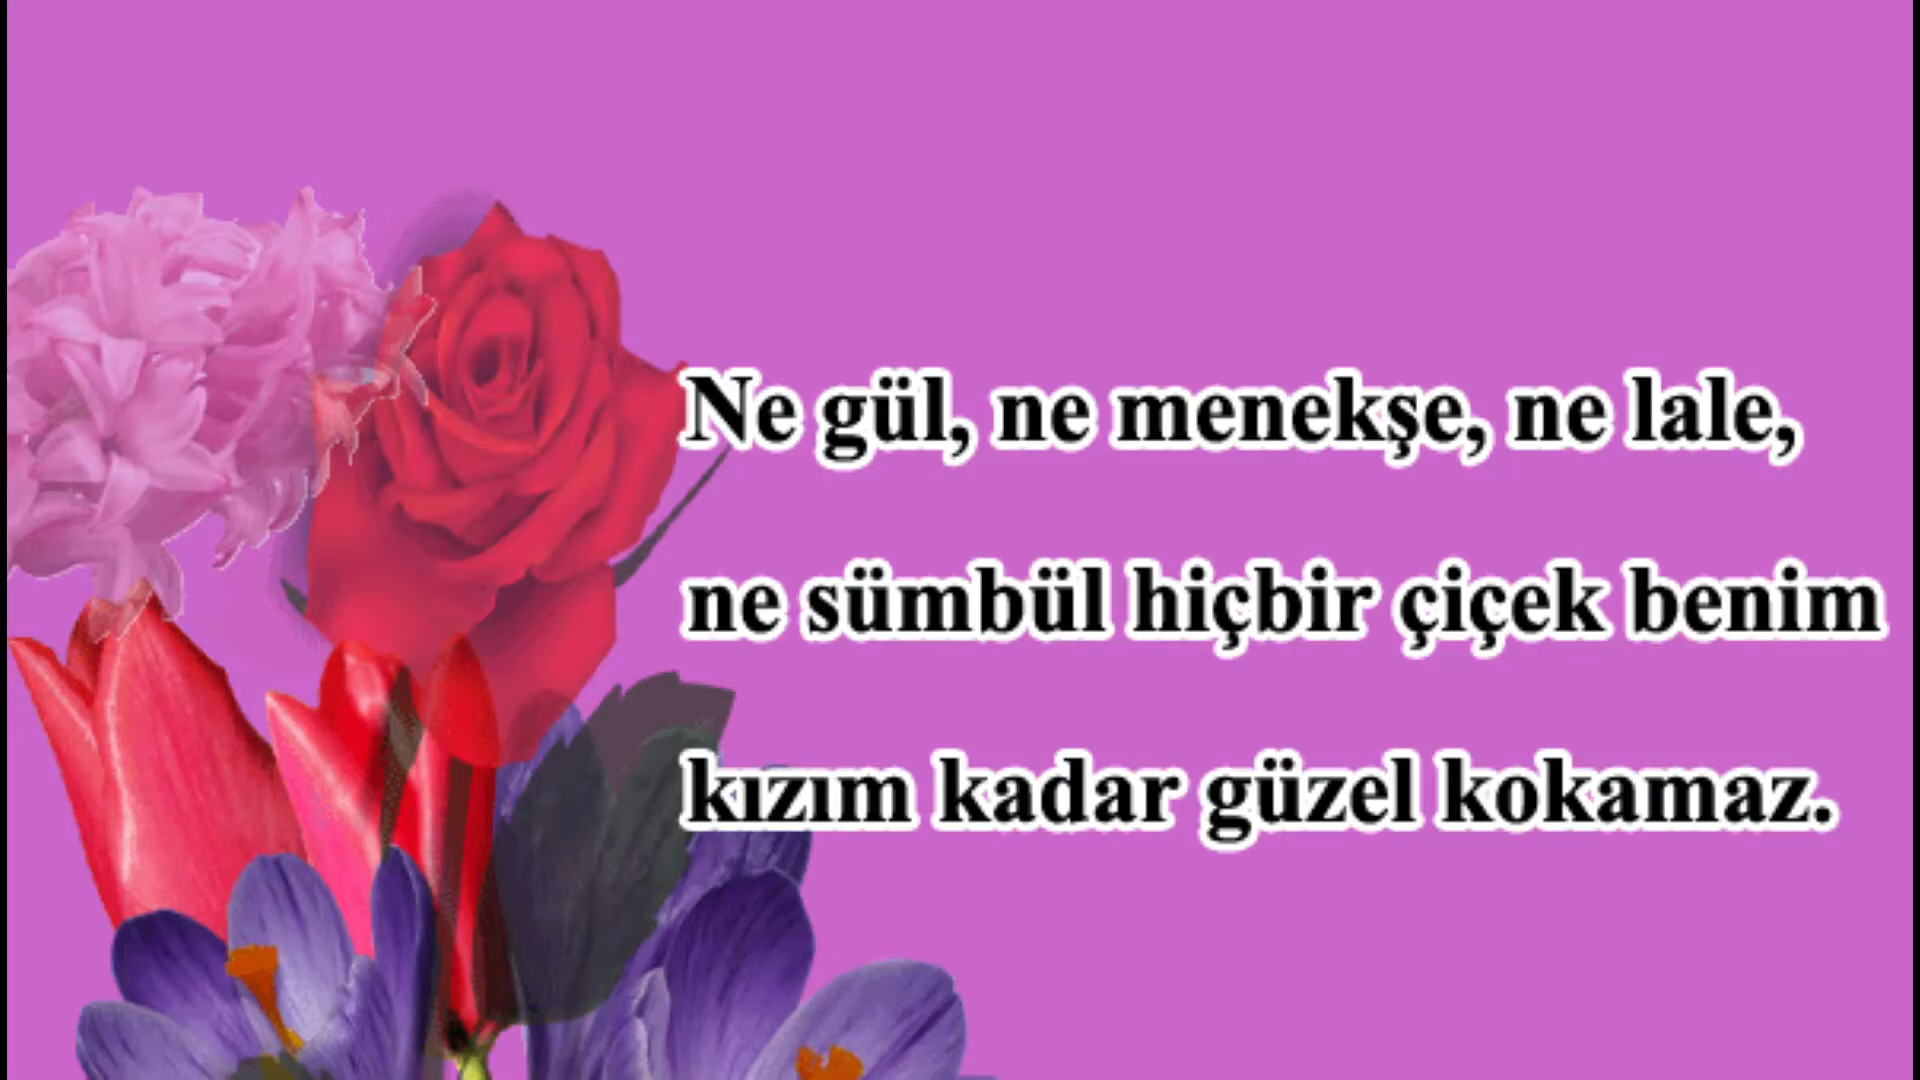 Ne gül, ne menekşe, ne lale,
ne sümbül hiçbir çiçek benim
kızım kadar güzel kokamaz.